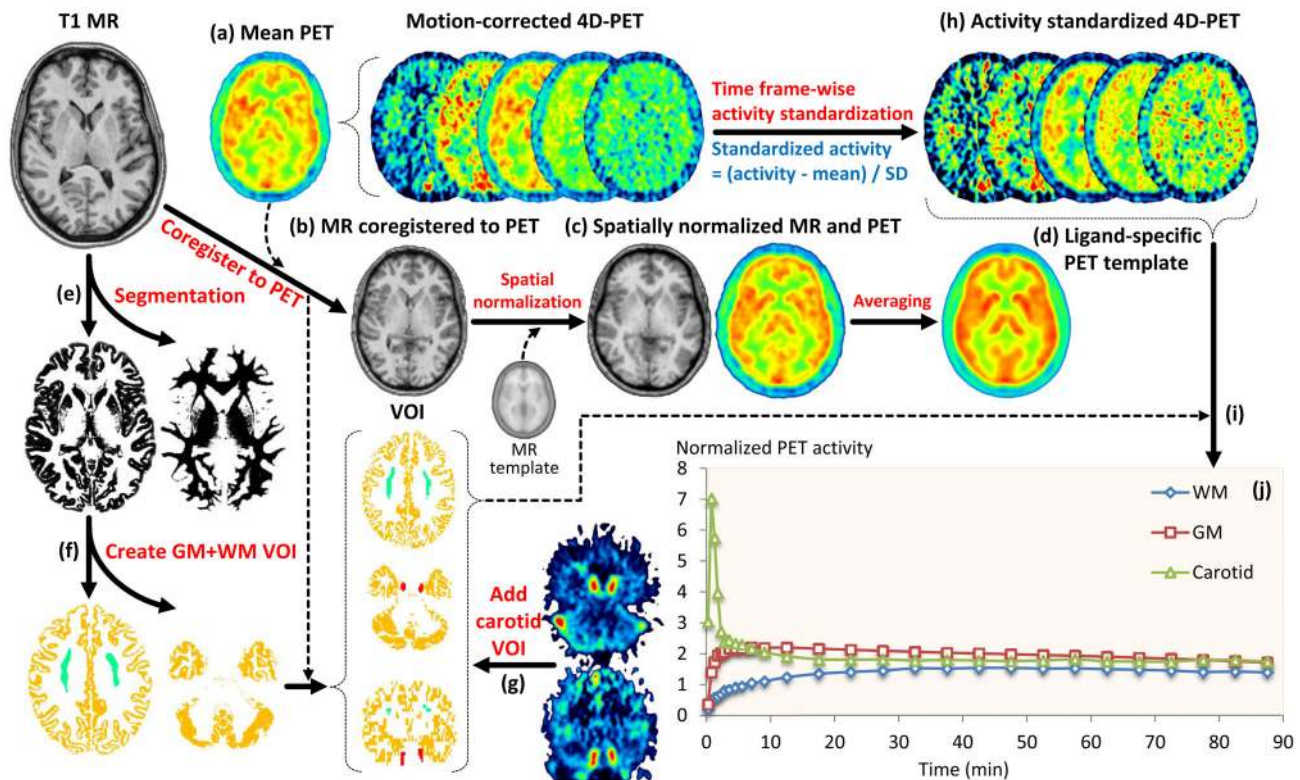 T1 MR
(a) Mean PET
Motion-corrected 4D-PET
(h) Activity standardized 4D-PET
Time frame-wise
activity standardization
Standardized activity
= (activity - mean) / SD
Coregister to PET
(b) MR coregistered to PET
(c) Spatially normalized MR and PET
(d) Ligand-specific
PET template
Spatial
normalization
Averaging
(e)
Segmentation
MR
template
VOI
(i)
(f)
Create GM+WM VOI
Add
carotid
VOI
(g)
Normalized PET activity
8
7
6
5
4
3
2
1
0
WM
GM
Carotid
(j)
0 10 20 30 40 50 60 70 80 90
Time (min)